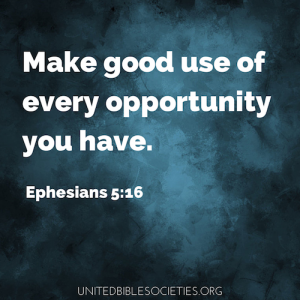 Make good use of
every opportunity
you have.
Ephesians 5:16
UNITEDBIBLESOCIETIES.ORG